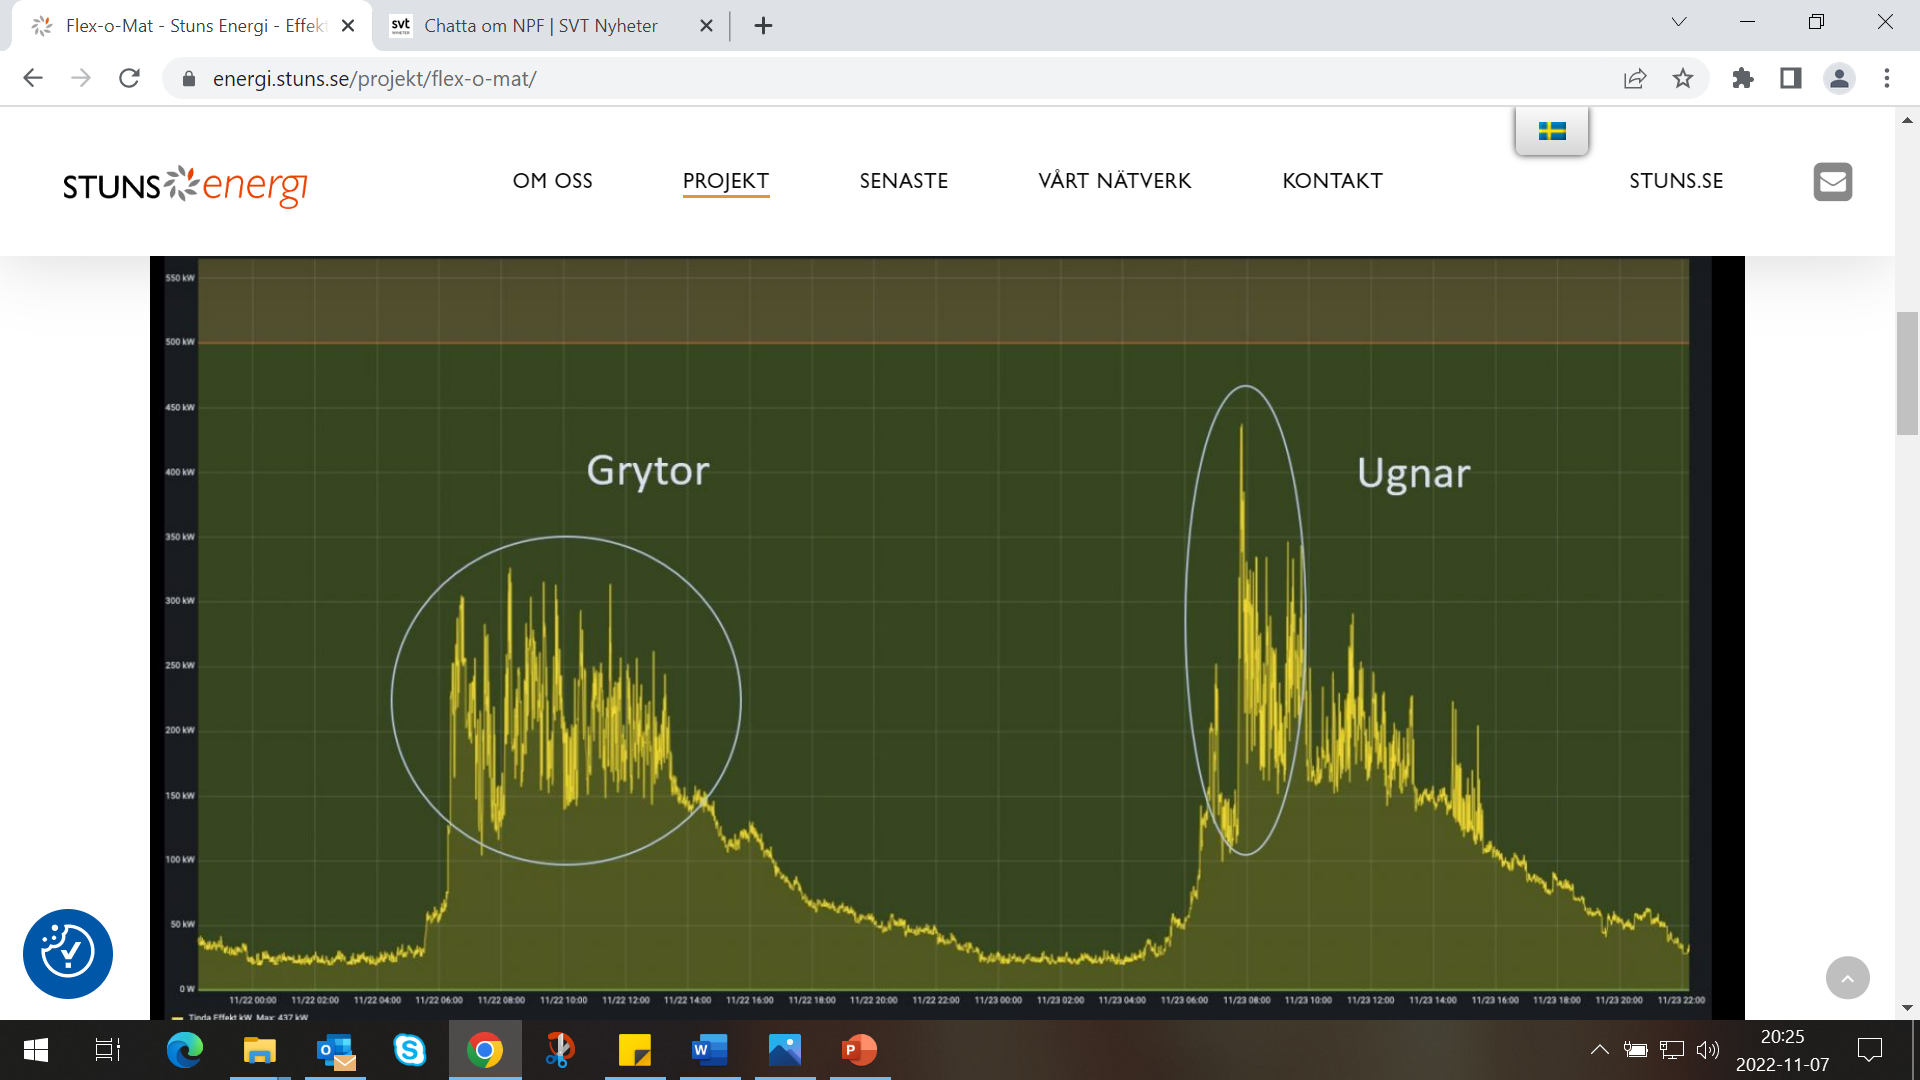 Flex-o-Mat - Stuns Energi - Effekt
svt
NYHETER
Chatta om NPF | SVT Nyheter
energi.stuns.se/projekt/flex-o-mat/
STUNS energi
OM OSS
PROJEKT
SENASTE
VÅRT NÄTVERK
KONTAKT
STUNS.SE
550 kW
500 kW
450 kW
400 kW
350 kW
300 kW
250 kW
200 kW
150 kW
100 kW
50 kW
0 W
Grytor
Ugnar
11/22 00:00 11/22 02:00 11/22 04:00 11/22 06:00 11/22 08:00 11/22 10:00 11/22 12:00 11/22 14:00 11/22 16:00 11/22 18:00 11/22 20:00 11/22 22:00 11/23 00:00 11/23 02:00 11/23 04:00 11/23 06:00 11/23 08:00 11/23 10:00 11/23 12:00 11/23 14:00 11/23 16:00 11/23 18:00 11/23 20:00 11/23 22:00
Tinda Effekt kW Max: 437 kW
20:25
2022-11-07